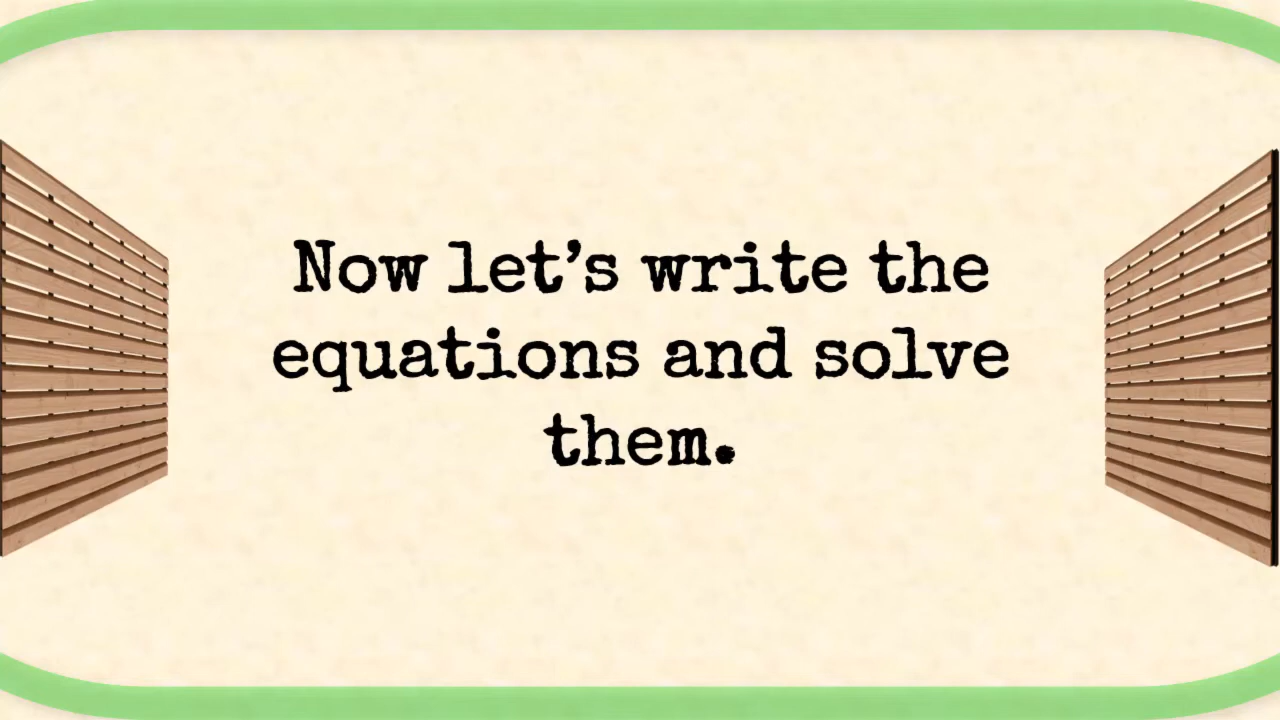 Now let’s write the
equations and solve
them.